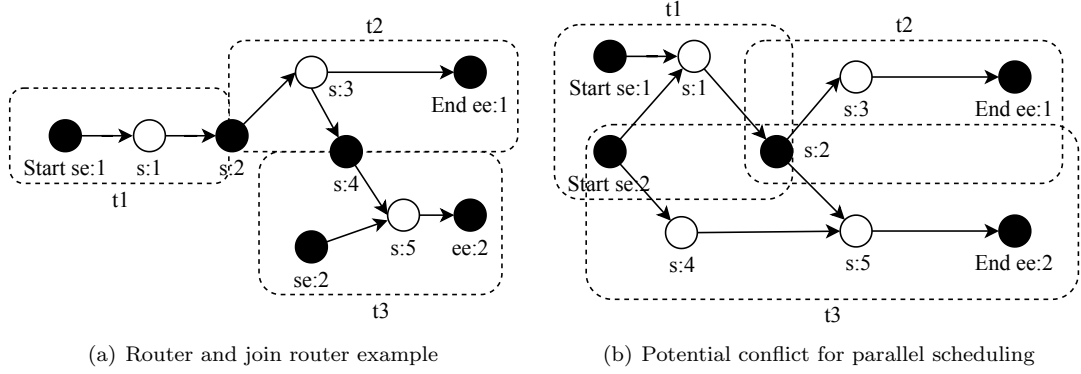 t2
s:3
End ee:1
Start se:1
s:1
s:2
t1
s:4
s:5
ee:2
se:2
t3
(a) Router and join router example
t1
t2
Start se:1
s:1
s:3
End ee:1
Start se:2
s:2
s:4
s:5
End ee:2
t3
(b) Potential conflict for parallel scheduling